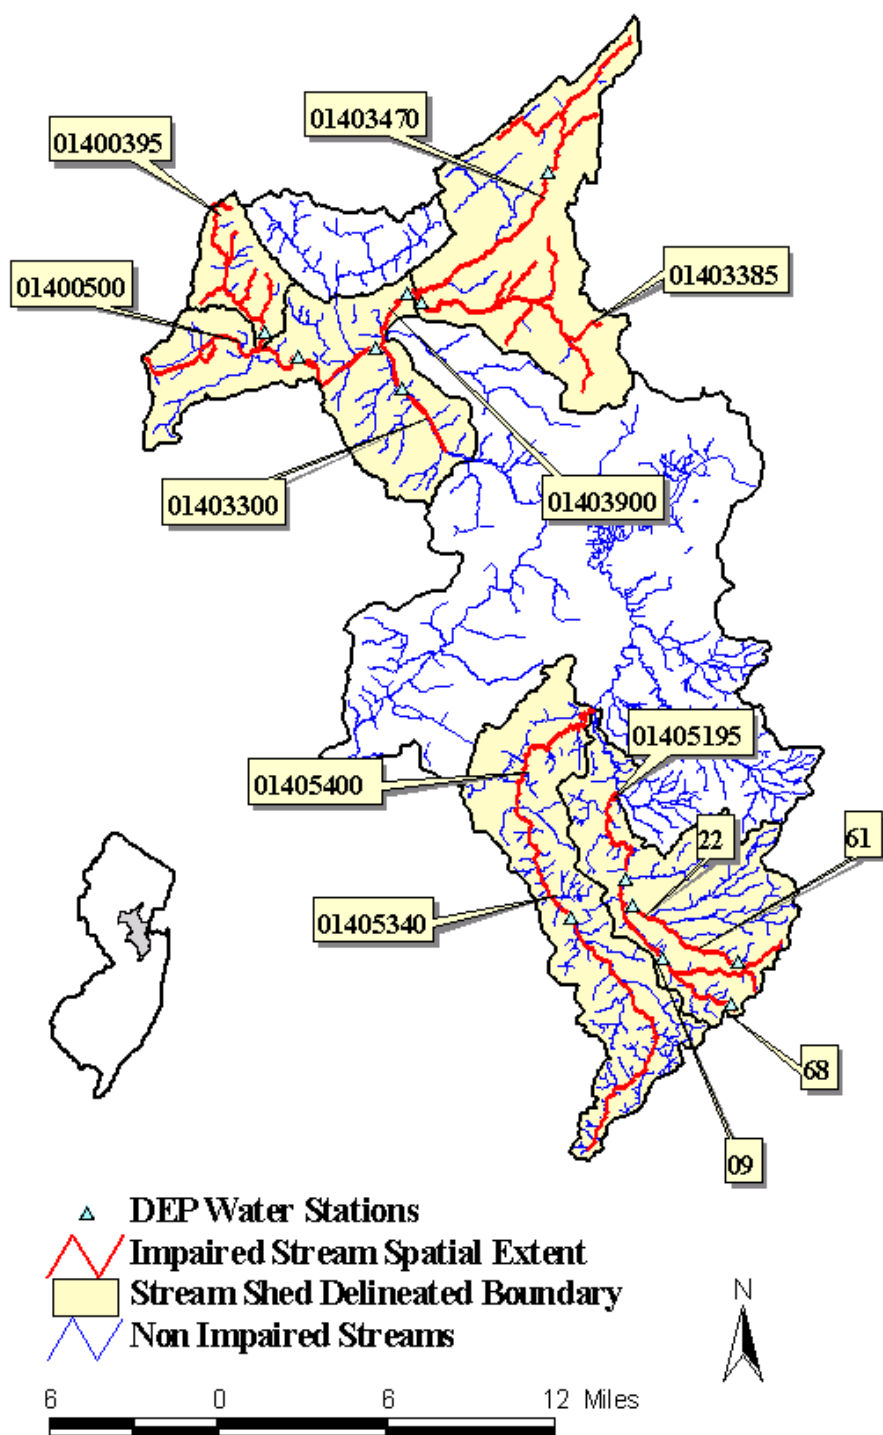 01403470
01400395
01400500
01403385
01403300
01403900
01405195
01405400
22
61
01405340
68
09
DEP Water Stations
Impaired Stream Spatial Extent
Stream Shed Delineated Boundary
Non Impaired Streams
N
6 0 6 12 Miles